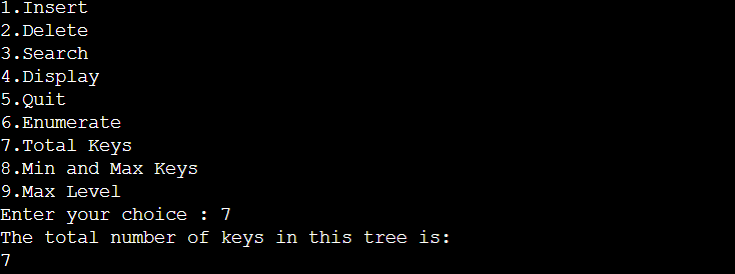 1.Insert
2.Delete
3.Search
4.Display
5.Quit
6.Enumerate
7.Total Keys
8.Min and Max Keys
9.Max Level
Enter your choice : 7
The total number of keys in this tree is:
7